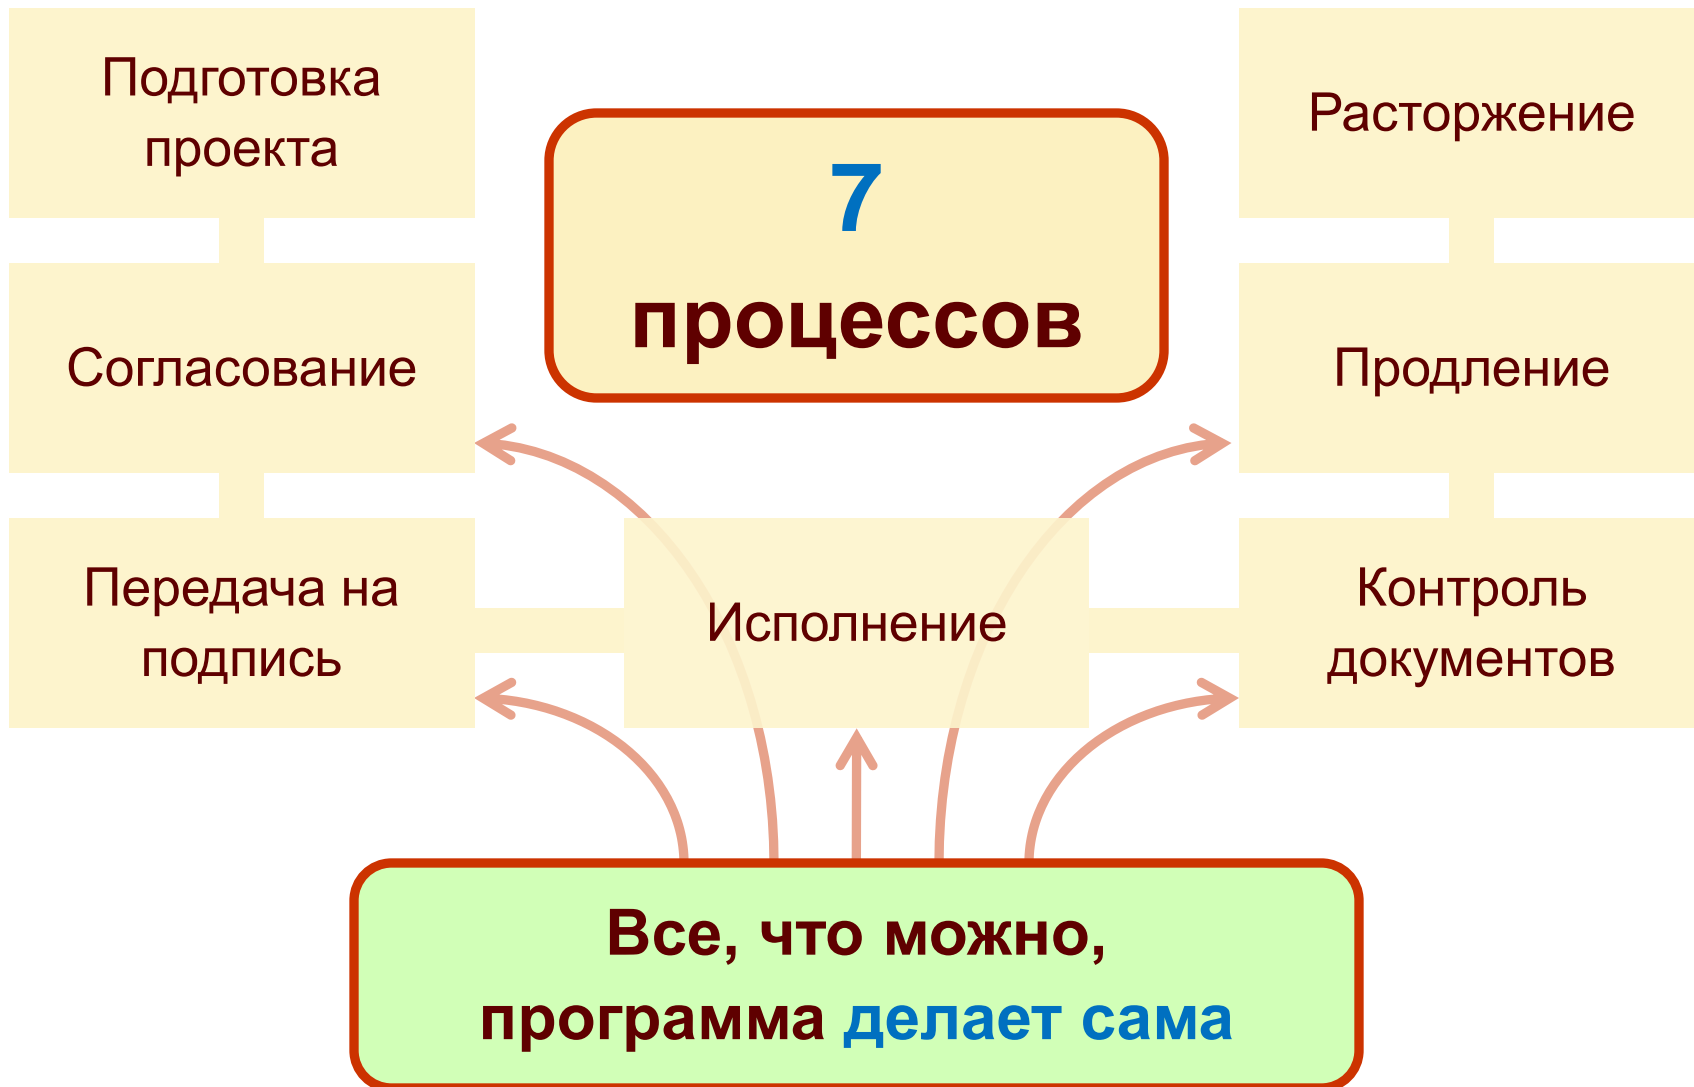 Подготовка
проекта
Согласование
Передача на
подпись
7
процессов
Исполнение
Расторжение
Продление
Контроль
документов
Все, что можно,
программа делает сама